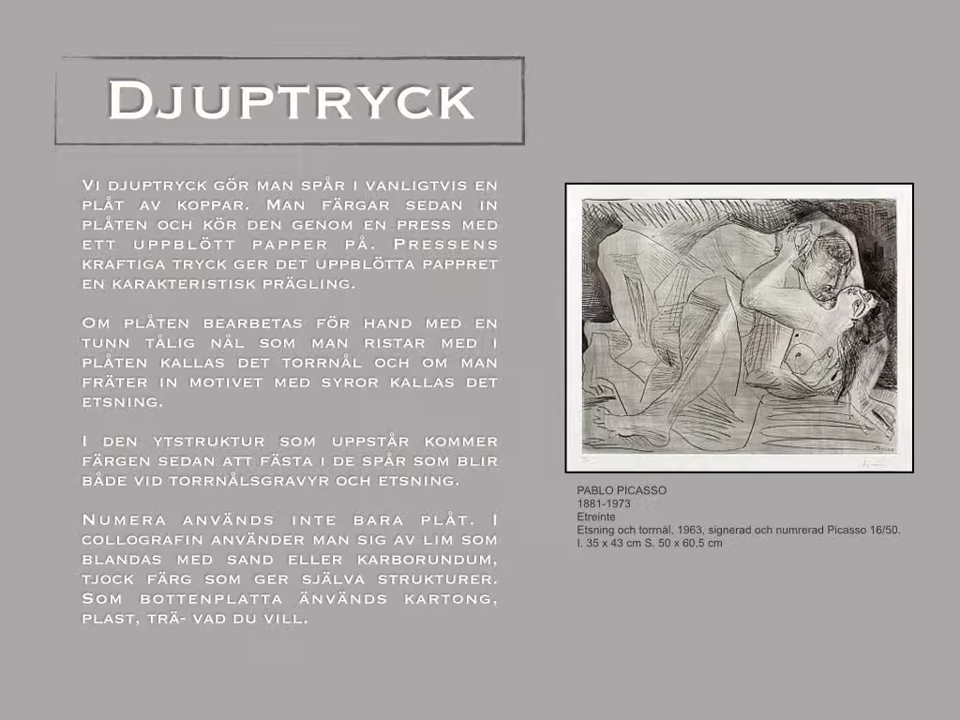 Djuptryck
Vi djuptryck gör man spår i vanligtvis en
plåt av koppar. Man färgar sedan in
plåten och kör den genom en press med
ett uppblött papper på. Pressens
kraftiga tryck ger det uppblötta pappret
en karakteristisk prägling.
Om plåten bearbetas för hand med en
tunn tålig nål som man ristar med i
plåten kallas det torrnål och om man
fräter in motivet med syror kallas det
etsning.
I den ytstruktur som uppstår kommer
färgen sedan att fästa i de spår som blir
både vid torrnålsgravyr och etsning.
Numera används inte bara plåt. I
collografin använder man sig av lim som
blandas med sand eller karborundum,
tjock färg som ger själva strukturer.
Som bottenplatta änvänds kartong,
plast, trä- vad du vill.
PABLO PICASSO
1881-1973
Etreinte
Etsning och torrnål, 1963, signerad och numrerad Picasso 16/50.
I. 35 x 43 cm S. 50 x 60,5 cm